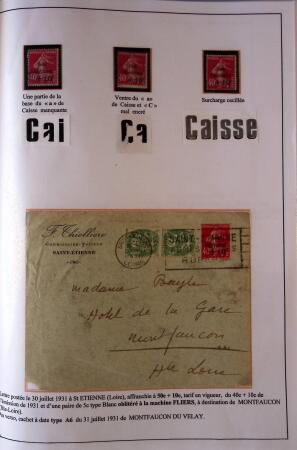 Une partie de la
base du « a » de
Caisse manquante
Ventre du « a»
de Caisse et « C »
mal encré
Surcharge oscillée
Cai
Ca
Caisse
F. Thiolliere
SAINT-ETIENNE
Madame Bayle
Hotel de la Gare
Montfaucon
Hte Loire
Lettre postée le 30 juillet 1931 à St ETIENNE (Loire), affranchie à 50c + 10c, tarif en vigueur, du 40c + 10c de
l'émission de 1931 et d'une paire de 5c type Blanc oblitéré à la machine FLIERS, à destination de MONTFAUCON
(Hte-Loire).
Au verso, cachet à date type A6 du 31 juillet 1931 de MONTFAUCON DU VELAY.